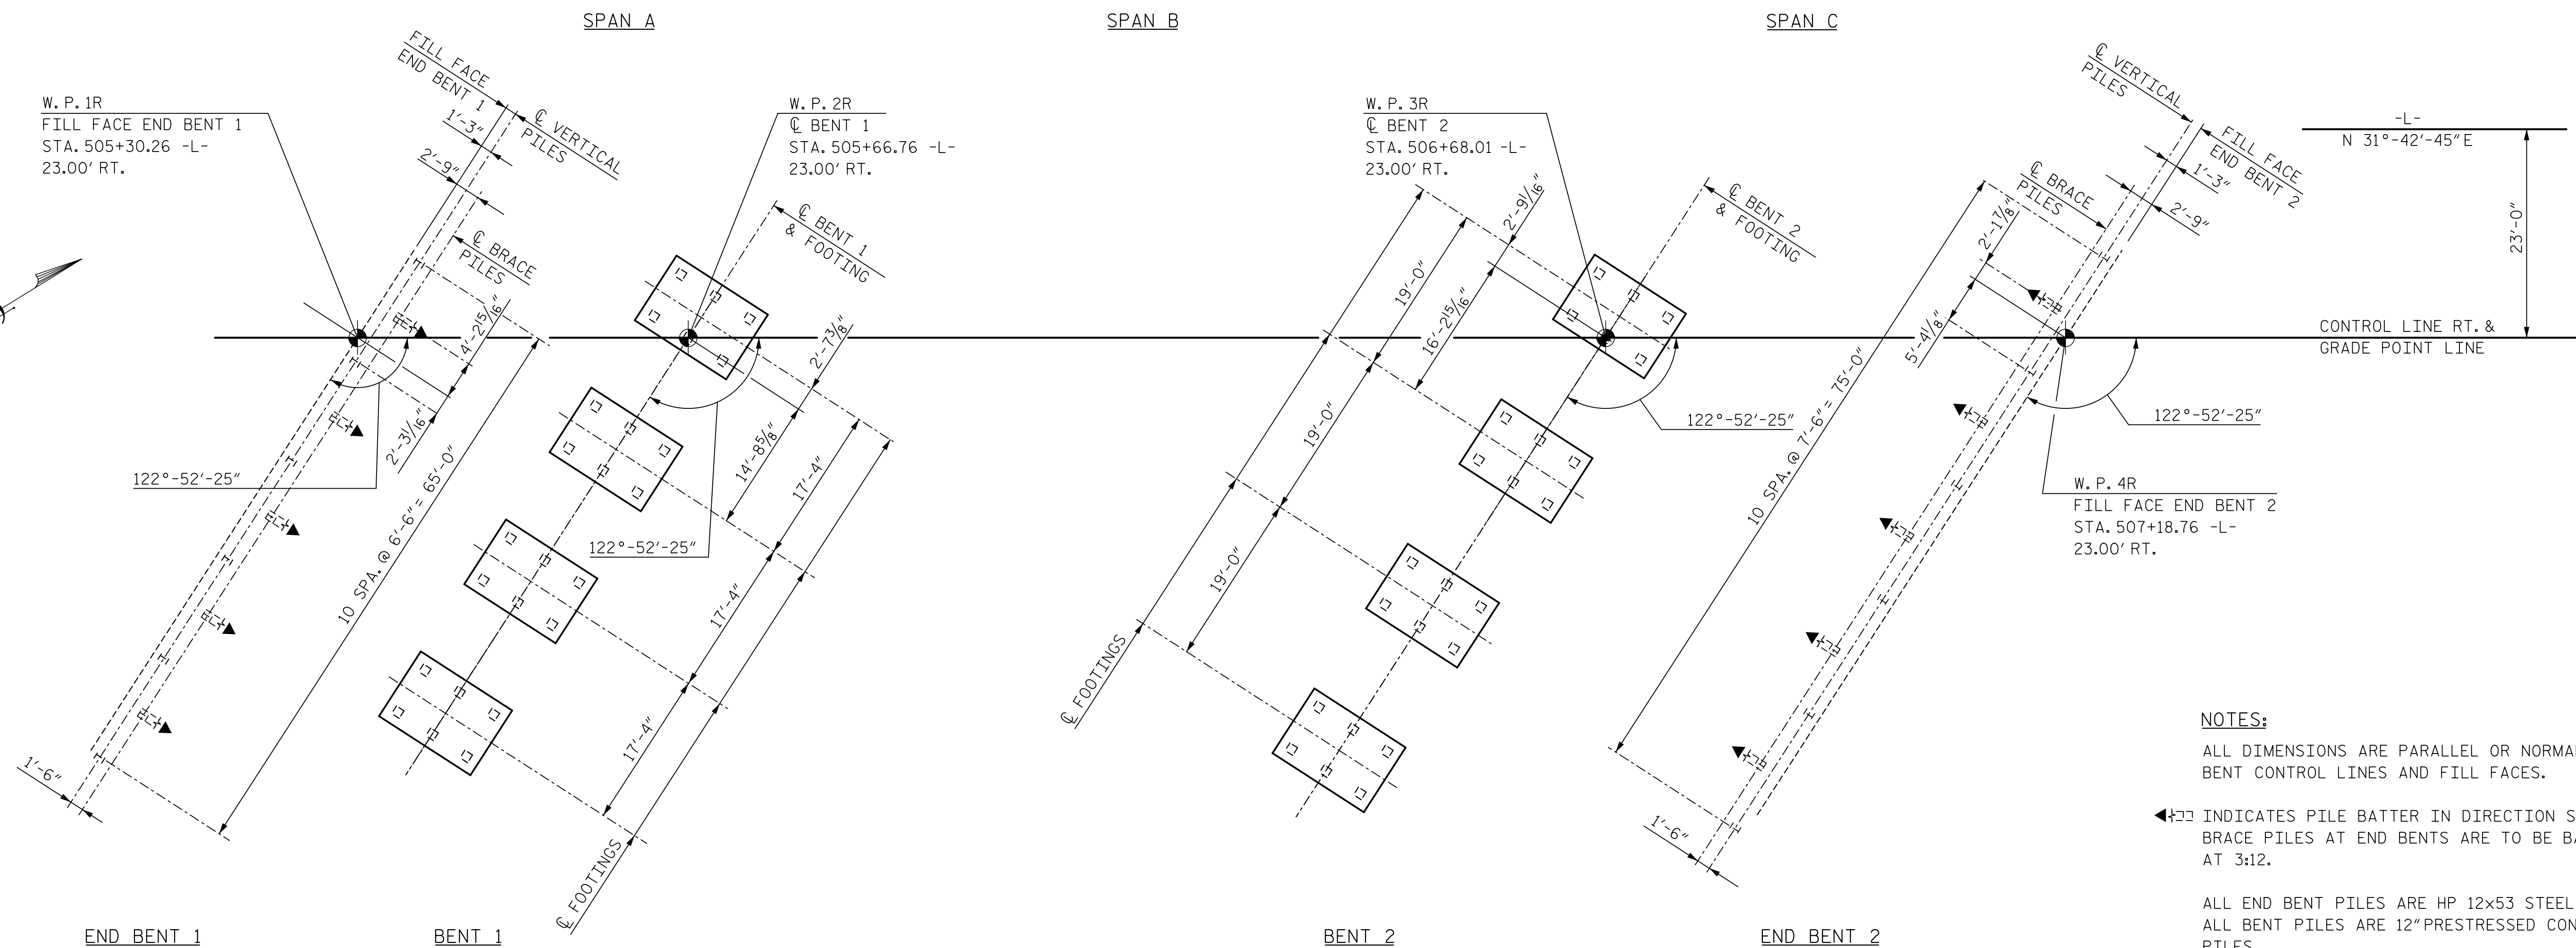 SPAN A
SPAN B
SPAN C
W.P. 1R
FILL FACE END BENT 1
STA. 505+30.26 -L-
23.00' RT.
FILL FACE
END BENT 1
1'-3"
2'-9"
℄ VERTICAL
PILES
℄ BRACE
PILES
4'-2 15/16"
2'-3 1/16"
122°-52'-25"
10 SPA. @ 6'-6" = 65'-0"
1'-6"
END BENT 1
W.P. 2R
℄ BENT 1
STA. 505+66.76 -L-
23.00' RT.
℄ BENT 1
& FOOTING
2'-7 3/8"
14'-8 5/8"
17'-4"
17'-4"
17'-4"
122°-52'-25"
℄ FOOTINGS
BENT 1
W.P. 3R
℄ BENT 2
STA. 506+68.01 -L-
23.00' RT.
2'-9 1/16"
16'-2 15/16"
19'-0"
19'-0"
19'-0"
℄ BENT 2
& FOOTING
122°-52'-25"
℄ FOOTINGS
BENT 2
℄ VERTICAL
PILES
FILL FACE
END BENT 2
1'-3"
2'-9"
℄ BRACE
PILES
2'-1 7/8"
5'-4 1/8"
10 SPA. @ 7'-6" = 75'-0"
122°-52'-25"
W.P. 4R
FILL FACE END BENT 2
STA. 507+18.76 -L-
23.00' RT.
1'-6"
END BENT 2
-L-
N 31°-42'-45" E
23'-0"
CONTROL LINE RT. &
GRADE POINT LINE
NOTES:
ALL DIMENSIONS ARE PARALLEL OR NORMA
BENT CONTROL LINES AND FILL FACES.
INDICATES PILE BATTER IN DIRECTION S
BRACE PILES AT END BENTS ARE TO BE BA
AT 3:12.
ALL END BENT PILES ARE HP 12x53 STEEL
ALL BENT PILES ARE 12" PRESTRESSED CON
PILES